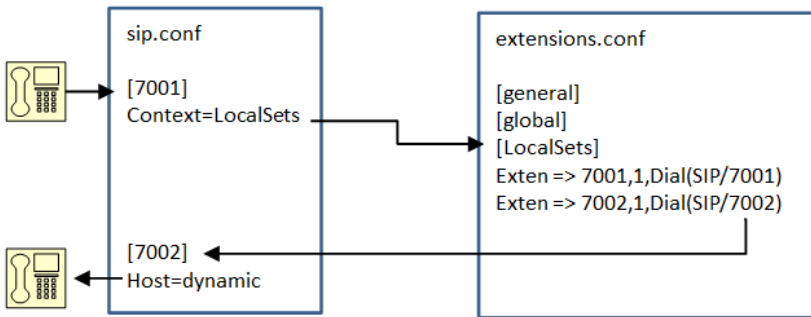 sip.conf
[7001]
Context=LocalSets
[7002]
Host=dynamic
extensions.conf
[general]
[global]
[LocalSets]
Exten => 7001,1,Dial(SIP/7001)
Exten => 7002,1,Dial(SIP/7002)